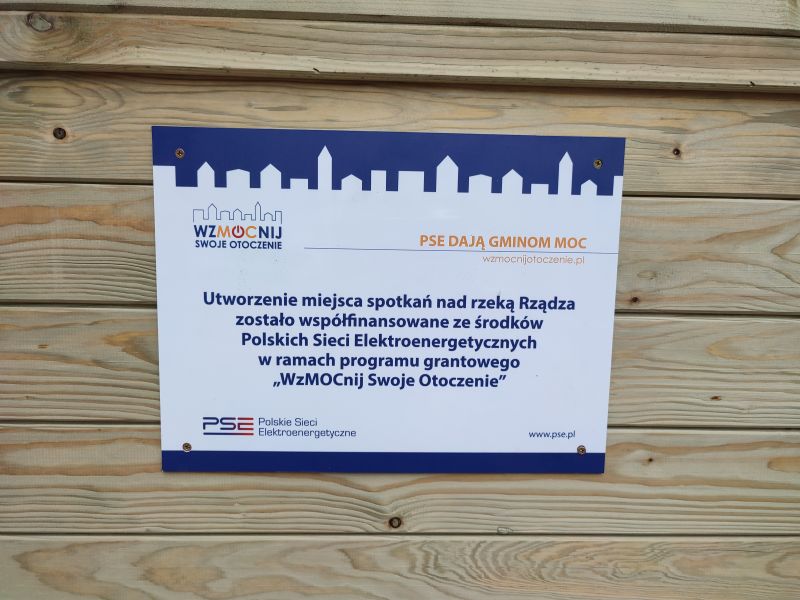 WZMOCNIJ
SWOJE OTOCZENIE
PSE DAJĄ GMINOM MOC
wzmocnijotoczenie.pl
Utworzenie miejsca spotkań nad rzeką Rządza
zostało współfinansowane ze środków
Polskich Sieci Elektroenergetycznych
w ramach programu grantowego
„WzMOCnij Swoje Otoczenie”
PSE Polskie Sieci
Elektroenergetyczne
www.pse.pl